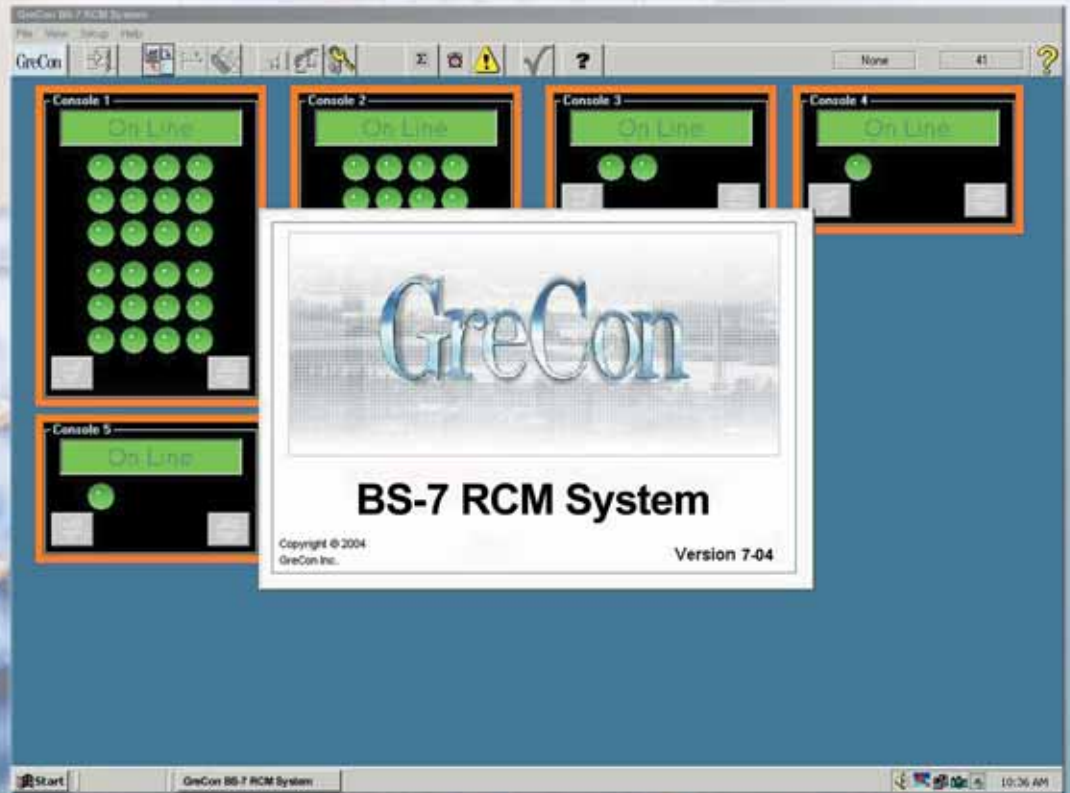 GreCon BS-7 RCM System
File View Setup Help
GreCon
Σ
?
None
41
?
Console 1
On Line
Console 2
On Line
Console 3
On Line
Console 4
On Line
GreCon
BS-7 RCM System
Copyright © 2004
GreCon Inc.
Version 7-04
Console 5
On Line
Start
GreCon BS-7 RCM System
10:36 AM